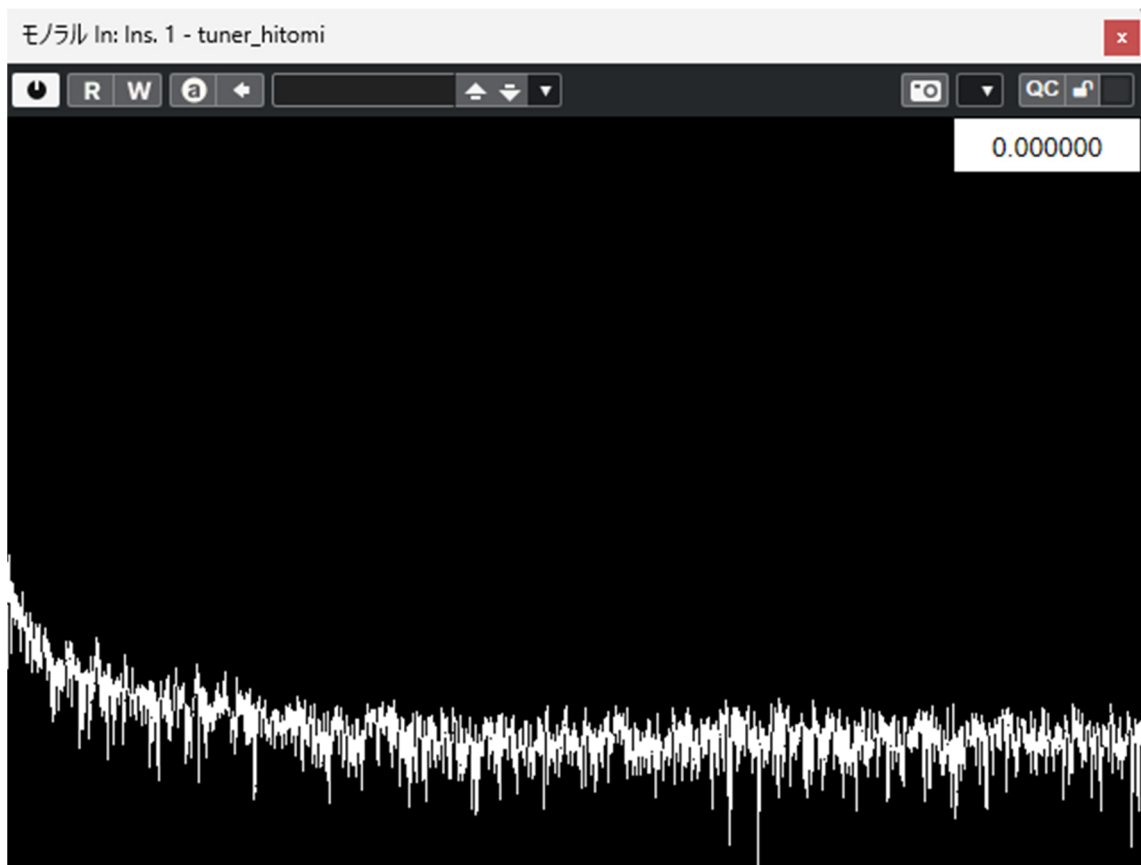 モノラル In: Ins. 1 - tuner_hitomi
x
R W a QC
0.000000